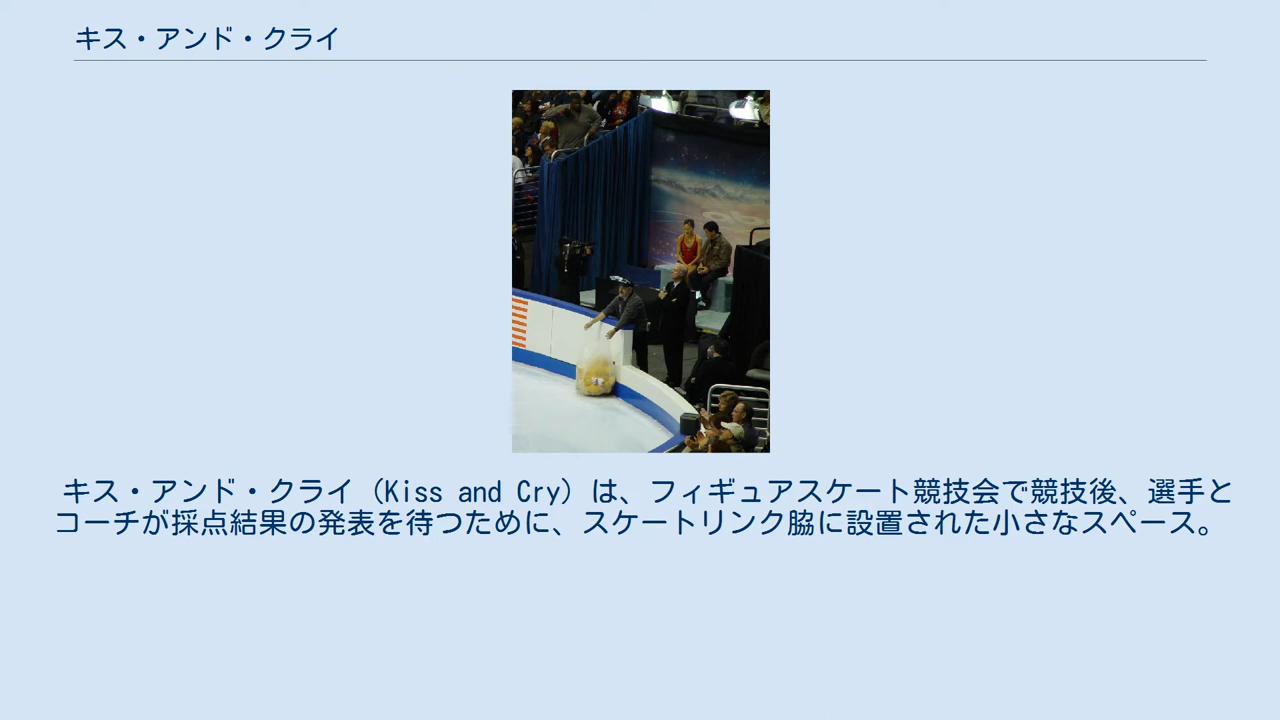 キス・アンド・クライ
キス・アンド・クライ（Kiss and Cry）は、フィギュアスケート競技会で競技後、選手と
コーチが採点結果の発表を待つために、スケートリンク脇に設置された小さなスペース。